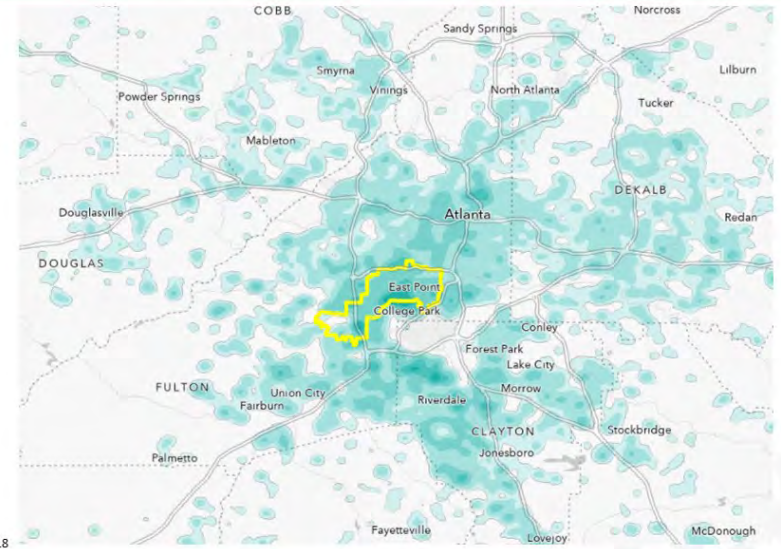 COBB
Norcross
Sandy Springs
Smyrna
Lilburn
Vinings
North Atlanta
Powder Springs
Tucker
Mableton
DEKALB
Douglasville
Atlanta
Redan
DOUGLAS
East Point
College Park
Conley
Forest Park
Lake City
FULTON
Union City
Morrow
Fairburn
Riverdale
CLAYTON
Stockbridge
Jonesboro
Palmetto
Fayetteville
Lovejoy
McDonough